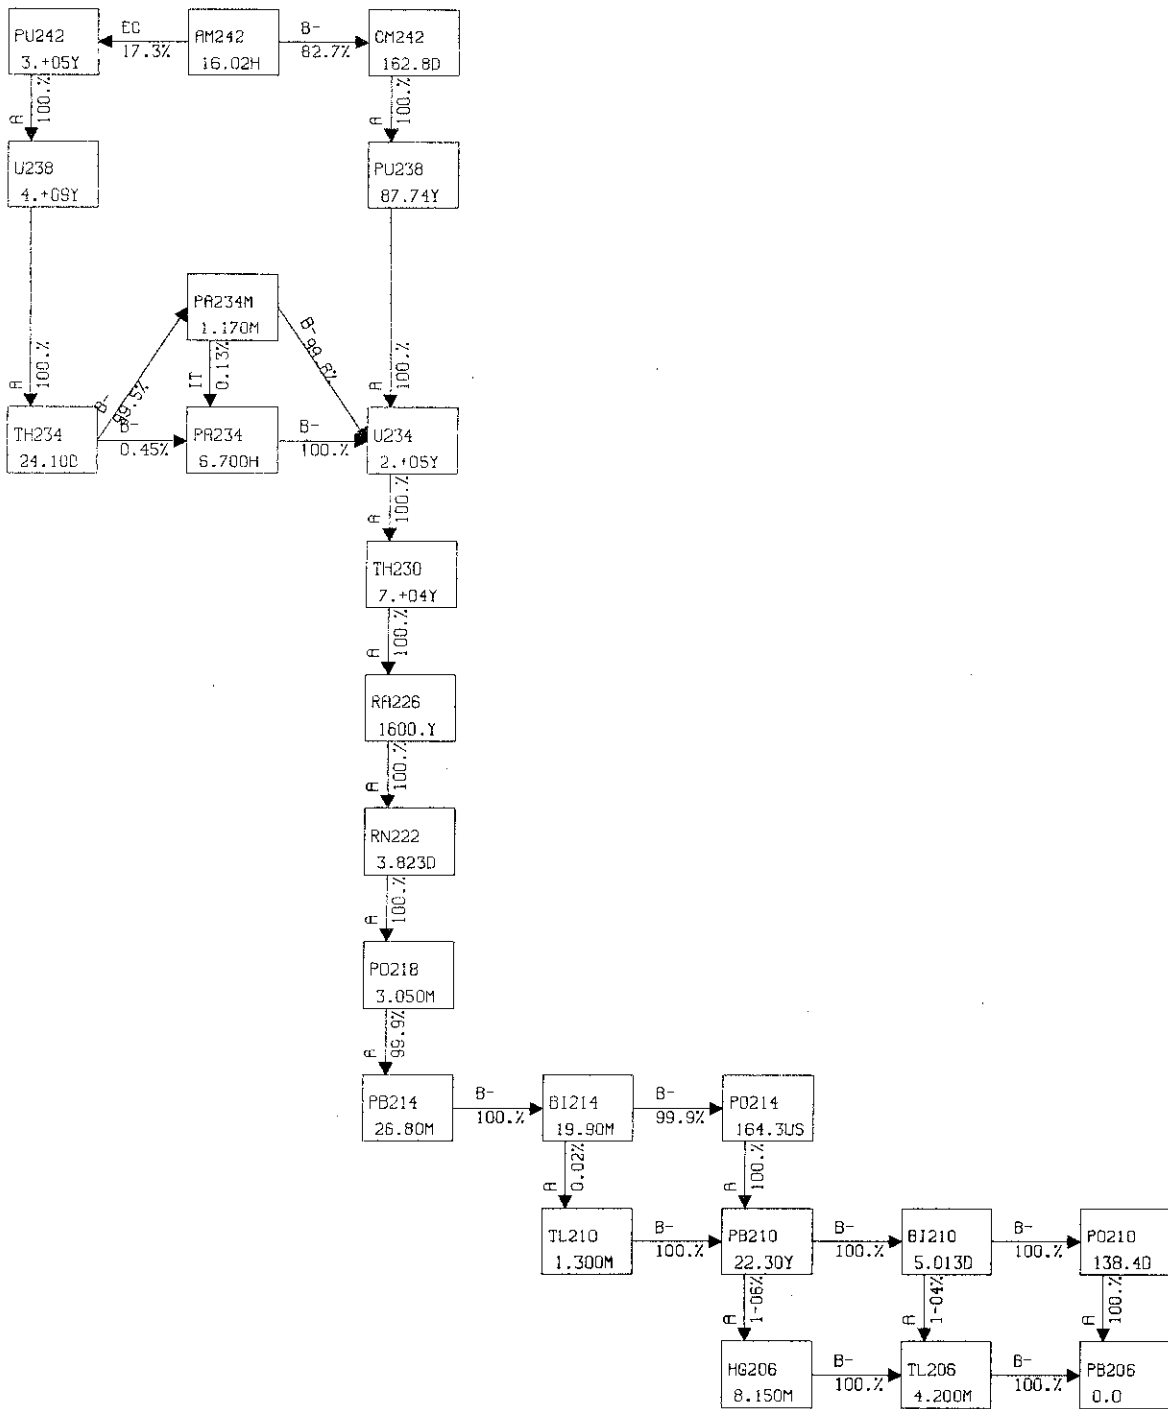 PU242
3.+05Y
EC
17.3%
AM242
16.02H
B-
82.7%
CM242
162.8D
A
100.%
A
100.%
U238
4.+09Y
PU238
87.74Y
PA234M
1.170M
B-
99.8%
A
100.%
B-
99.5%
IT
0.13%
A
100.%
TH234
24.10D
B-
0.45%
PA234
6.700H
B-
100.%
U234
2.+05Y
A
100.%
TH230
7.+04Y
A
100.%
RA226
1600.Y
A
100.%
RN222
3.823D
A
100.%
PO218
3.050M
A
99.9%
PB214
26.80M
B-
100.%
BI214
19.90M
B-
99.9%
PO214
164.3US
A
0.02%
A
100.%
TL210
1.300M
B-
100.%
PB210
22.30Y
B-
100.%
BI210
5.013D
B-
100.%
PO210
138.4D
A
1-06%
A
1-04%
A
100.%
HG206
8.150M
B-
100.%
TL206
4.200M
B-
100.%
PB206
0.0